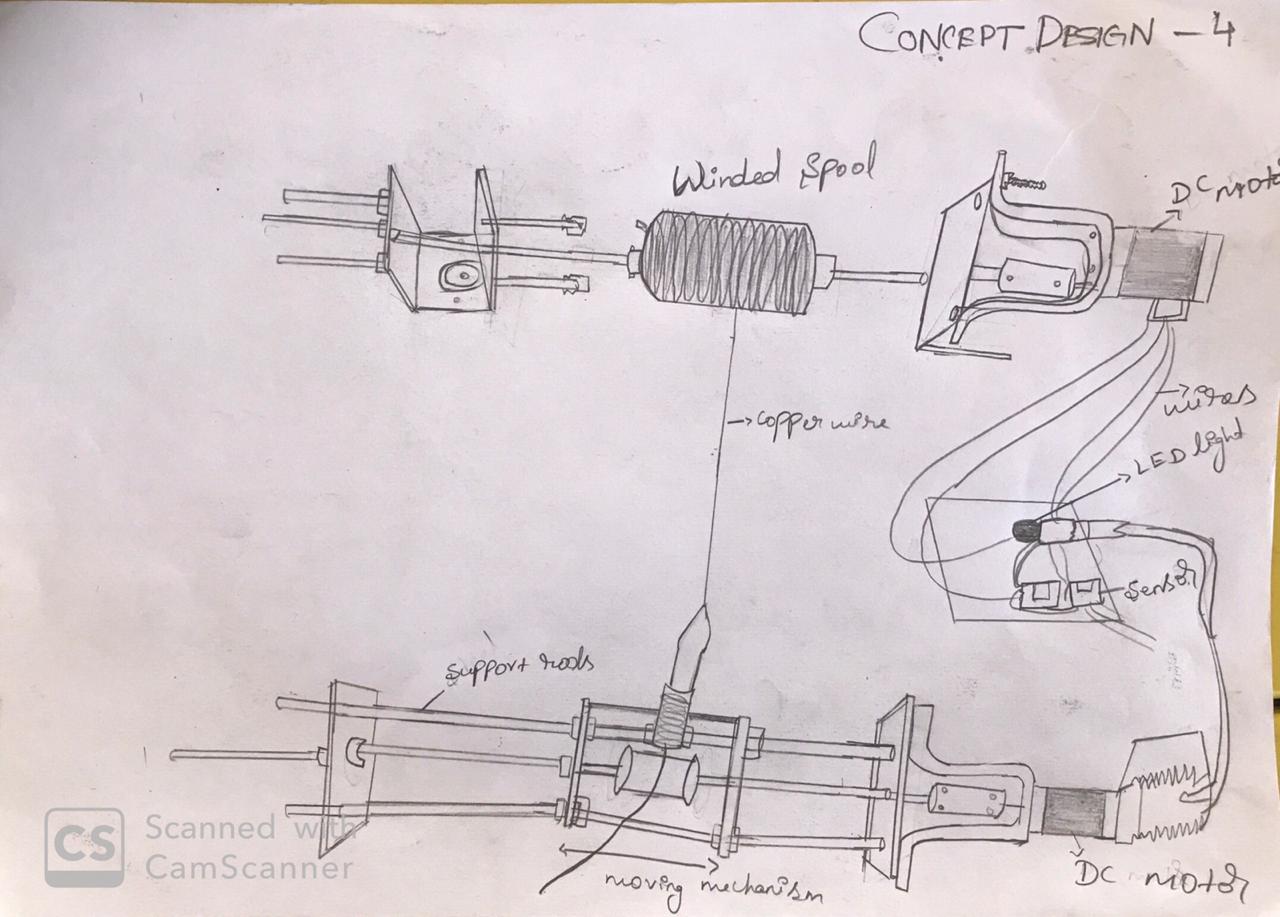 CONCEPT DESIGN - 4
Winded Spool
DC moto
copper wire
wires
LED light
Sensor
support rods
moving mechanism
DC motor
CS Scanned with
CamScanner